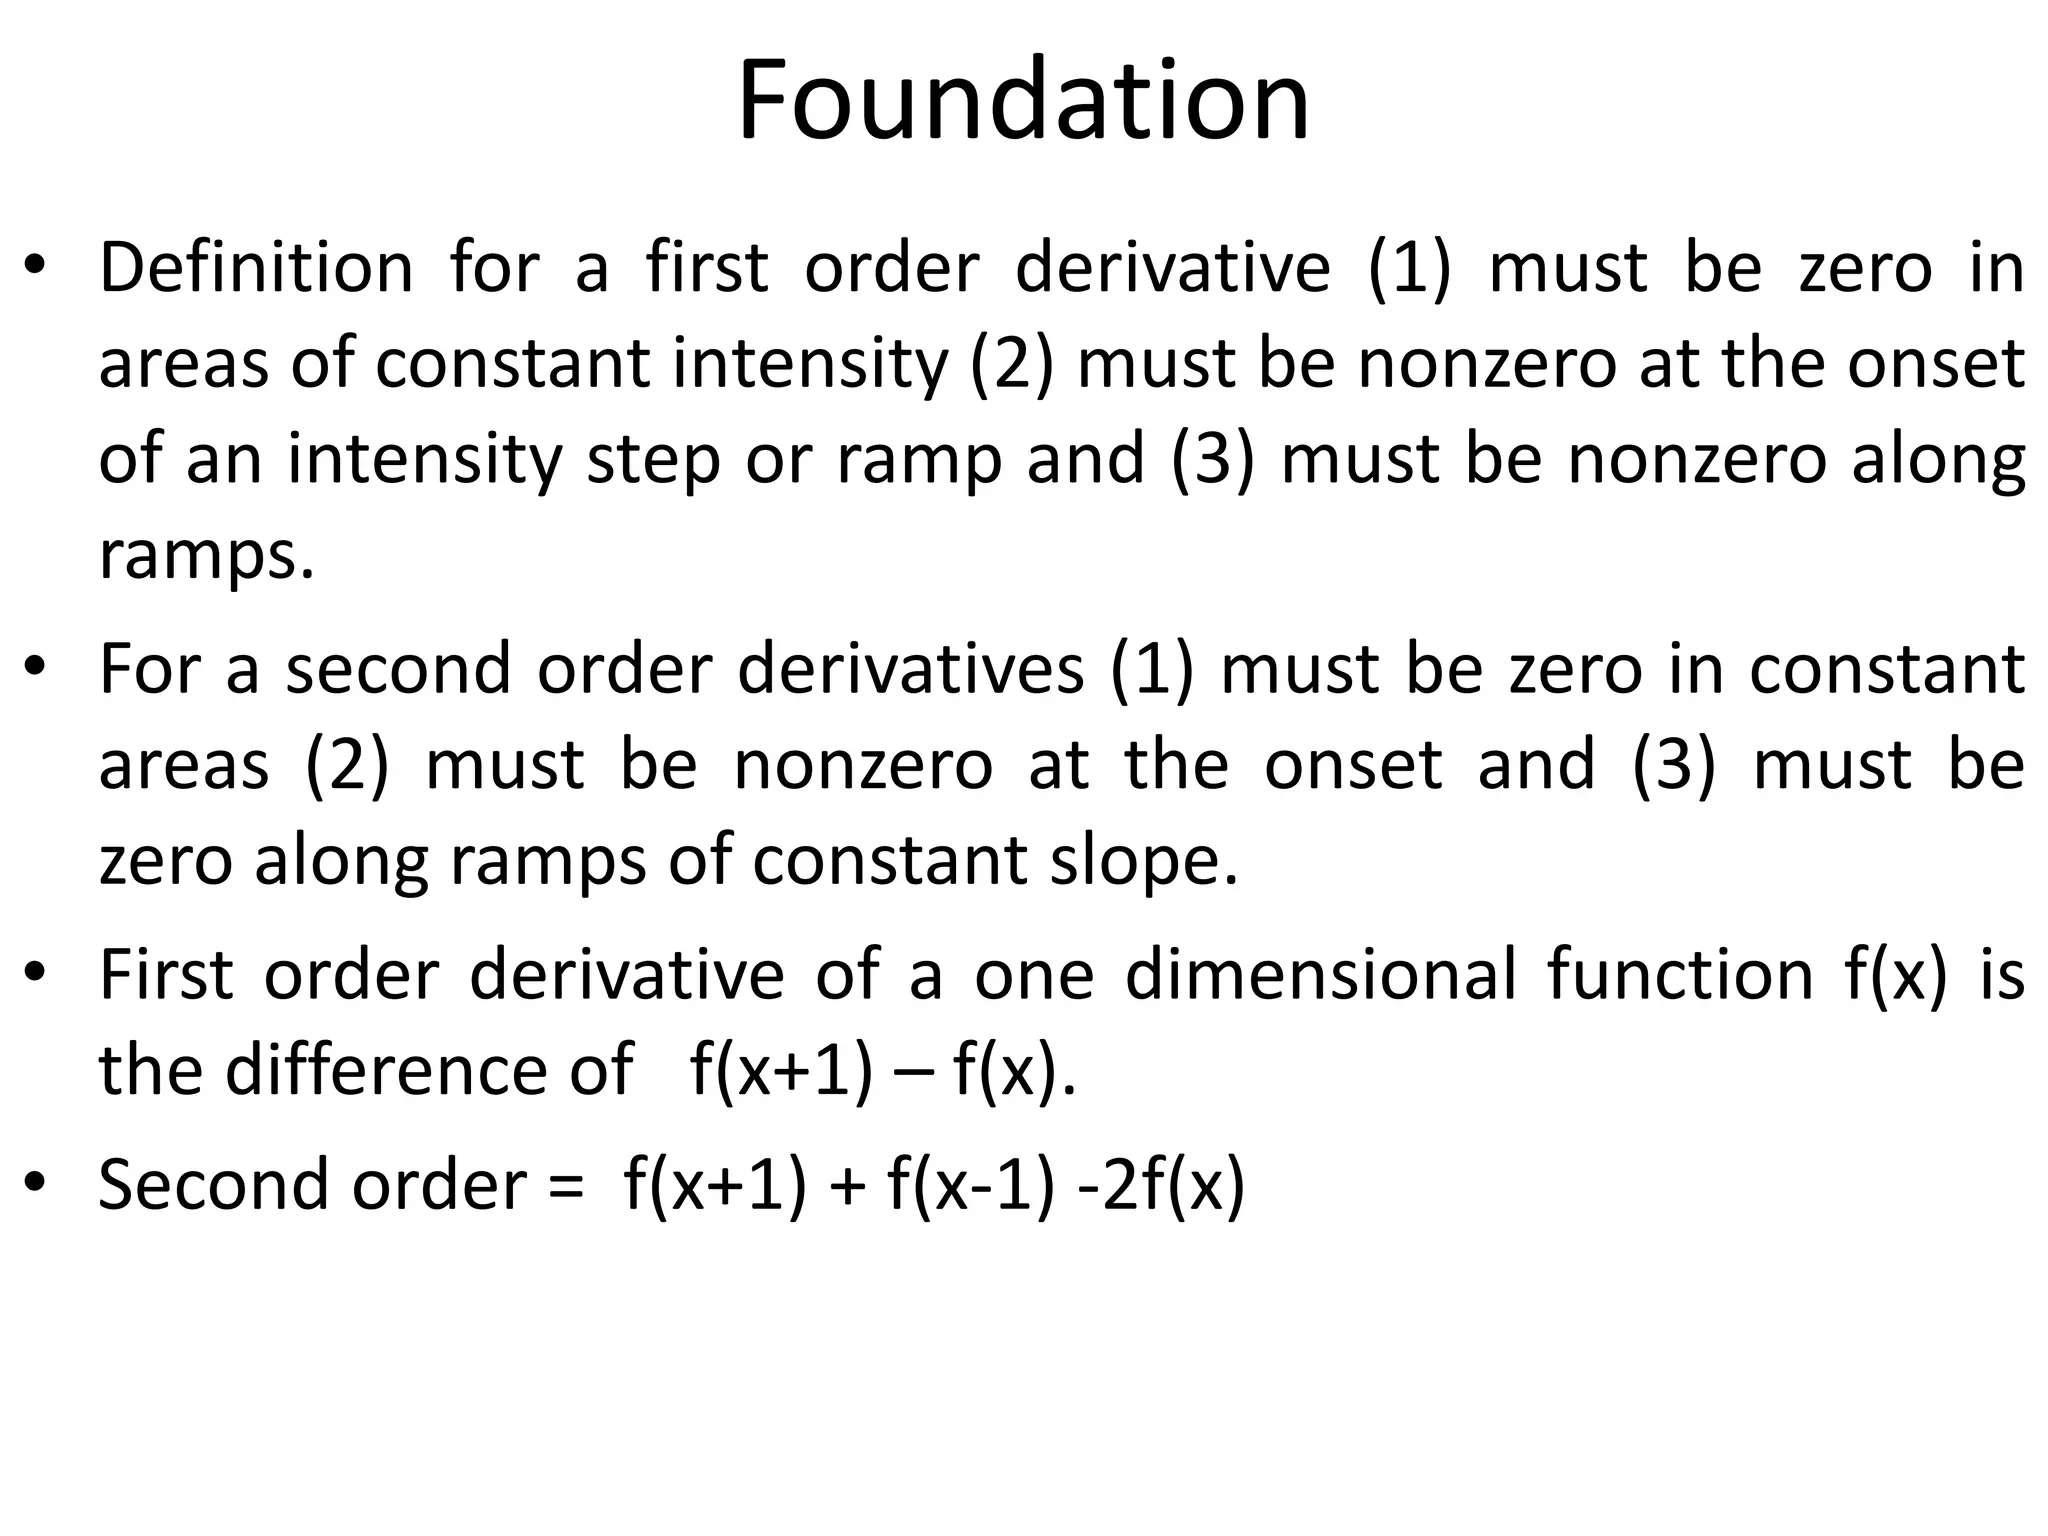 Foundation
• Definition for a first order derivative (1) must be zero in
areas of constant intensity (2) must be nonzero at the onset
of an intensity step or ramp and (3) must be nonzero along
ramps.
• For a second order derivatives (1) must be zero in constant
areas (2) must be nonzero at the onset and (3) must be
zero along ramps of constant slope.
• First order derivative of a one dimensional function f(x) is
the difference of f(x+1) – f(x).
• Second order = f(x+1) + f(x-1) -2f(x)